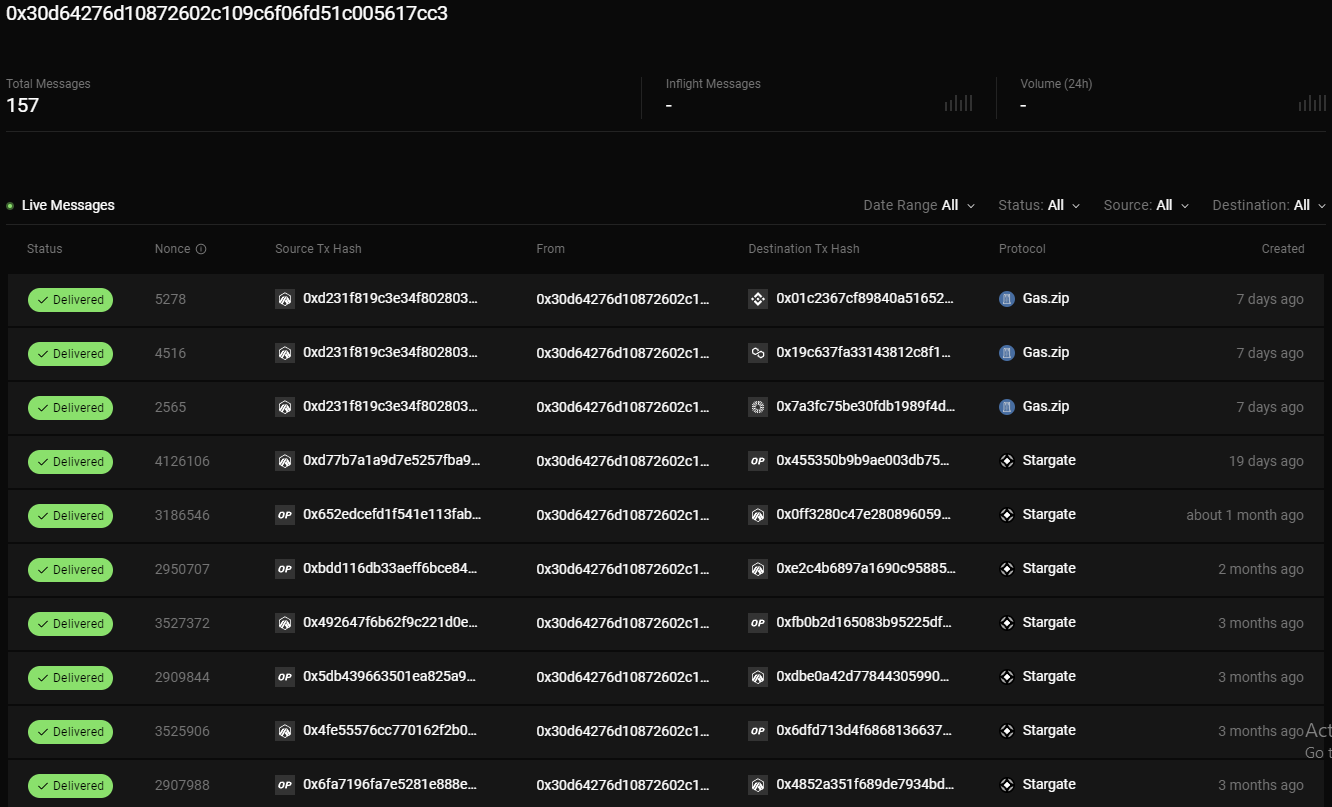 0x30d64276d10872602c109c6f06fd51c005617cc3
Total Messages Inflight Messages Volume (24h)
157 - -
Live Messages Date Range All Status: All Source: All Destination: All
Status Nonce Source Tx Hash From Destination Tx Hash Protocol Created
Delivered 5278 0xd231f819c3e34f802803... 0x30d64276d10872602c1... 0x01c2367cf89840a51652... Gas.zip 7 days ago
Delivered 4516 0xd231f819c3e34f802803... 0x30d64276d10872602c1... 0x19c637fa33143812c8f1... Gas.zip 7 days ago
Delivered 2565 0xd231f819c3e34f802803... 0x30d64276d10872602c1... 0x7a3fc75be30fdb1989f4d... Gas.zip 7 days ago
Delivered 4126106 0xd77b7a1a9d7e5257fba9... 0x30d64276d10872602c1... OP 0x455350b9b9ae003db75... Stargate 19 days ago
Delivered 3186546 OP 0x652edcefd1f541e113fab... 0x30d64276d10872602c1... 0x0ff3280c47e280896059... Stargate about 1 month ago
Delivered 2950707 OP 0xbdd116db33aeff6bce84... 0x30d64276d10872602c1... 0xe2c4b6897a1690c95885... Stargate 2 months ago
Delivered 3527372 0x492647f6b62f9c221d0e... 0x30d64276d10872602c1... OP 0xfb0b2d165083b95225df... Stargate 3 months ago
Delivered 2909844 OP 0x5db439663501ea825a9... 0x30d64276d10872602c1... 0xdbe0a42d77844305990... Stargate 3 months ago
Delivered 3525906 0x4fe55576cc770162f2b0... 0x30d64276d10872602c1... OP 0x6dfd713d4f6868136637... Stargate 3 months ago
Act
Go t
Delivered 2907988 OP 0x6fa7196fa7e5281e888e... 0x30d64276d10872602c1... 0x4852a351f689de7934bd... Stargate 3 months ago